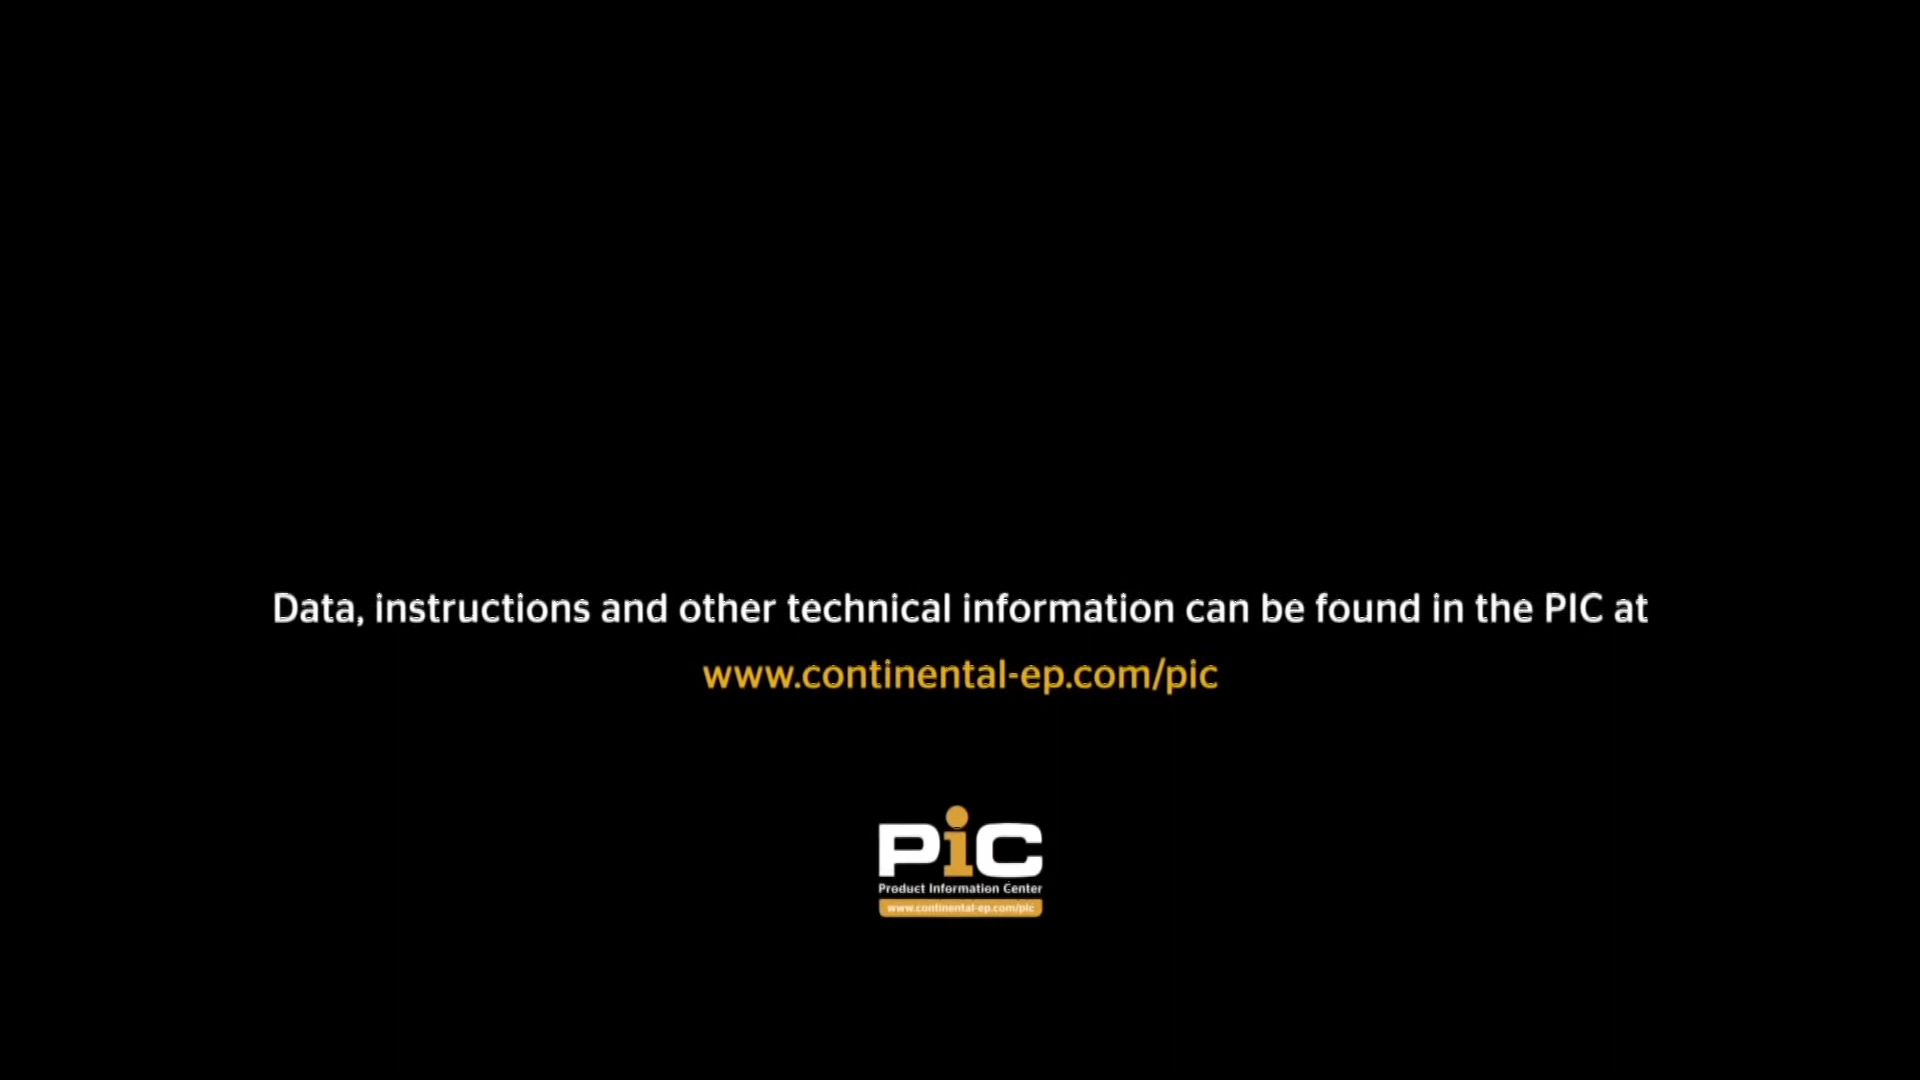 Data, instructions and other technical information can be found in the PIC at
www.continental-ep.com/pic
PiC
Product Information Center
www.continental-ep.com/pic